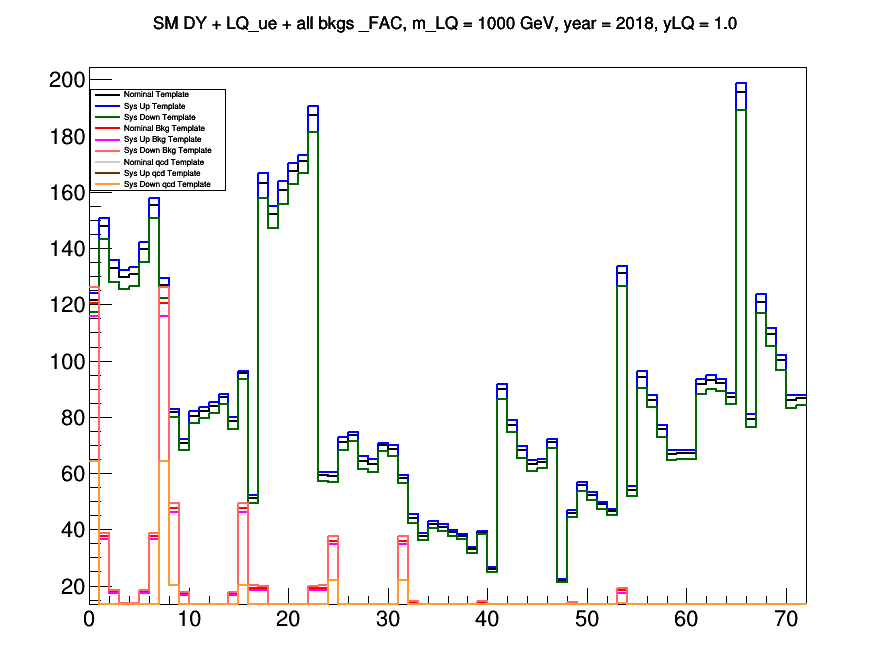 SM DY + LQ_ue + all bkgs _FAC, m_LQ = 1000 GeV, year = 2018, yLQ = 1.0
200
180
160
140
120
100
80
60
40
20
Nominal Template
Sys Up Template
Sys Down Template
Nominal Bkg Template
Sys Up Bkg Template
Sys Down Bkg Template
Nominal qcd Template
Sys Up qcd Template
Sys Down qcd Template
0 10 20 30 40 50 60 70